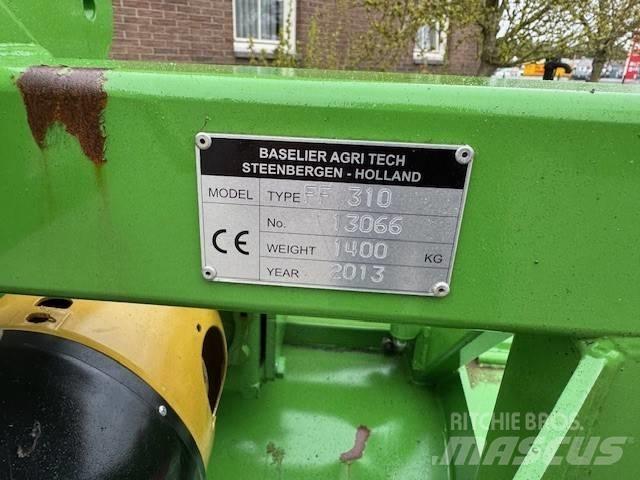 BASELIER AGRI TECH
STEENBERGEN - HOLLAND
MODEL TYPE FF 310
No. 13066
CE
WEIGHT 1400 KG
YEAR 2013
RITCHIE BROS.
MASCUS